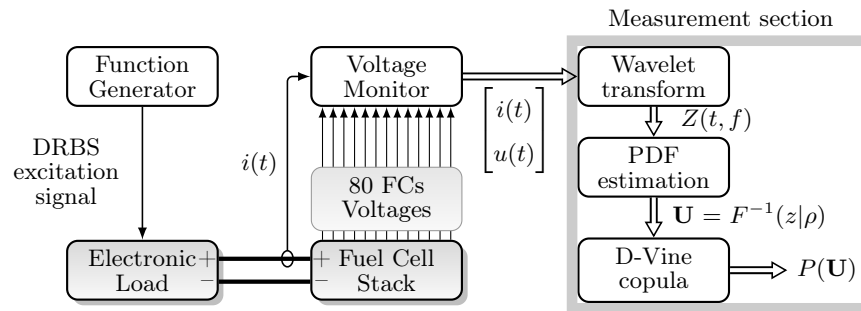 Measurement section
Function
Generator
Voltage
Monitor
Wavelet
transform
i(t)
u(t)
Z(t, f)
DRBS
excitation
signal
i(t)
80 FCs
Voltages
PDF
estimation
U = F⁻¹(z|ρ)
Electronic
Load
+
−
+
−
Fuel Cell
Stack
D-Vine
copula
P(U)